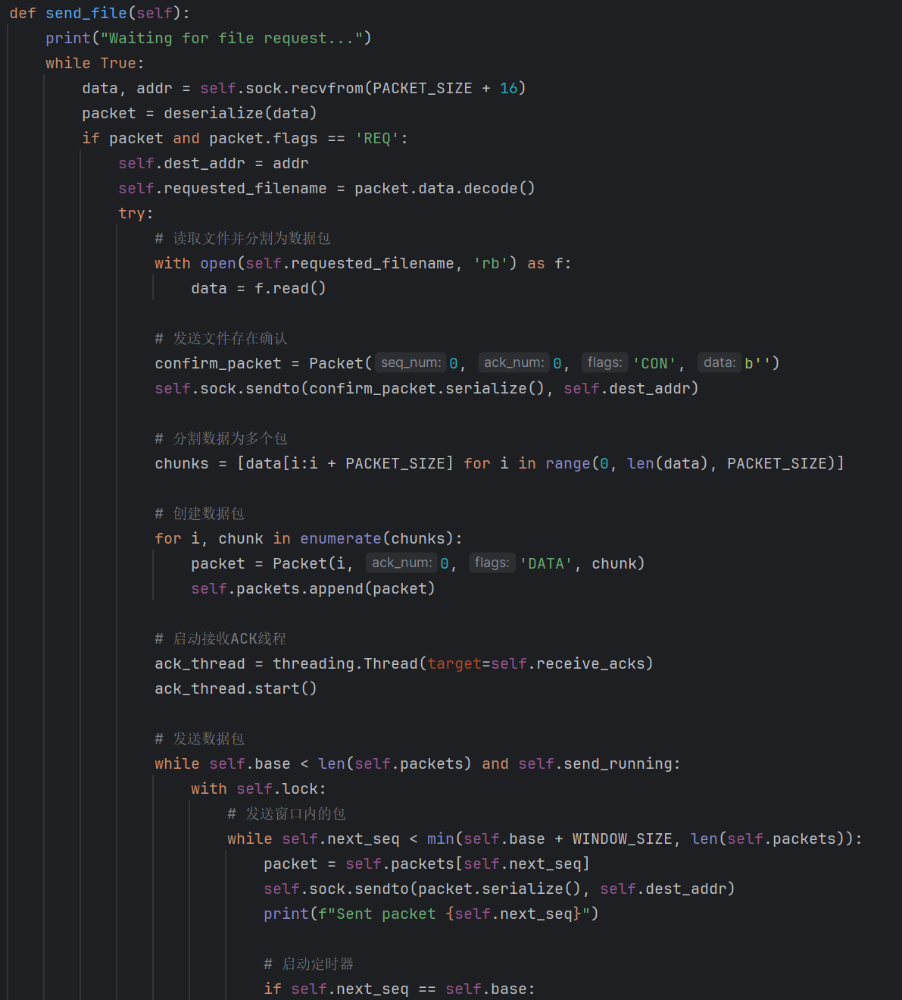 def send_file(self):
print("Waiting for file request...")
while True:
data, addr = self.sock.recvfrom(PACKET_SIZE + 16)
packet = deserialize(data)
if packet and packet.flags == 'REQ':
self.dest_addr = addr
self.requested_filename = packet.data.decode()
try:
# 读取文件并分割为数据包
with open(self.requested_filename, 'rb') as f:
data = f.read()
# 发送文件存在确认
confirm_packet = Packet( seq_num: 0, ack_num: 0, flags: 'CON', data: b'')
self.sock.sendto(confirm_packet.serialize(), self.dest_addr)
# 分割数据为多个包
chunks = [data[i:i + PACKET_SIZE] for i in range(0, len(data), PACKET_SIZE)]
# 创建数据包
for i, chunk in enumerate(chunks):
packet = Packet(i, ack_num: 0, flags: 'DATA', chunk)
self.packets.append(packet)
# 启动接收ACK线程
ack_thread = threading.Thread(target=self.receive_acks)
ack_thread.start()
# 发送数据包
while self.base < len(self.packets) and self.send_running:
with self.lock:
# 发送窗口内的包
while self.next_seq < min(self.base + WINDOW_SIZE, len(self.packets)):
packet = self.packets[self.next_seq]
self.sock.sendto(packet.serialize(), self.dest_addr)
print(f"Sent packet {self.next_seq}")
# 启动定时器
if self.next_seq == self.base: